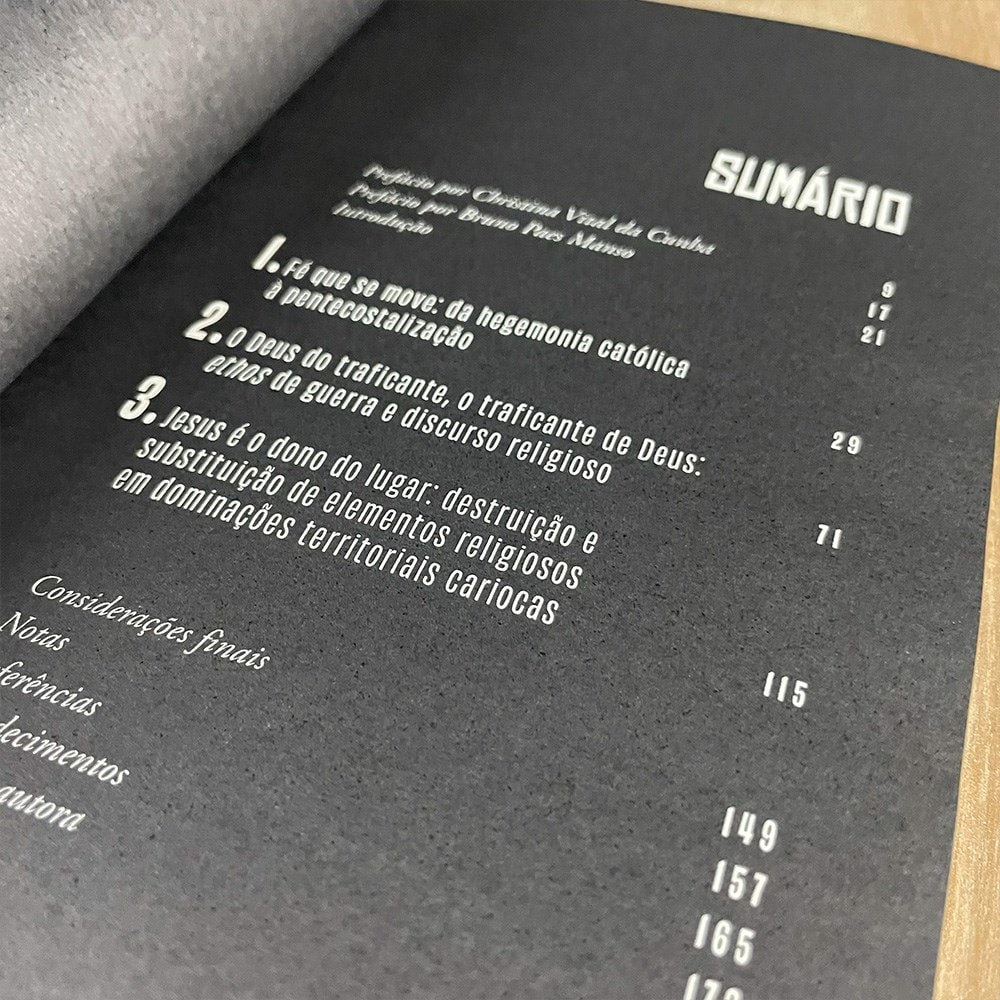 SUMÁRIO
Prefácio por Christina Vital da Cunha 9
Prefácio por Bruno Paes Manso 17
Introdução 21
1. Fé que se move: da hegemonia católica
à pentecostalização 29
2. O Deus do traficante, o traficante de Deus:
ethos de guerra e discurso religioso 71
3. Jesus é o dono do lugar: destruição e
substituição de elementos religiosos
em dominações territoriais cariocas 115
Considerações finais 149
Notas 157
ferências 165
decimentos
autora